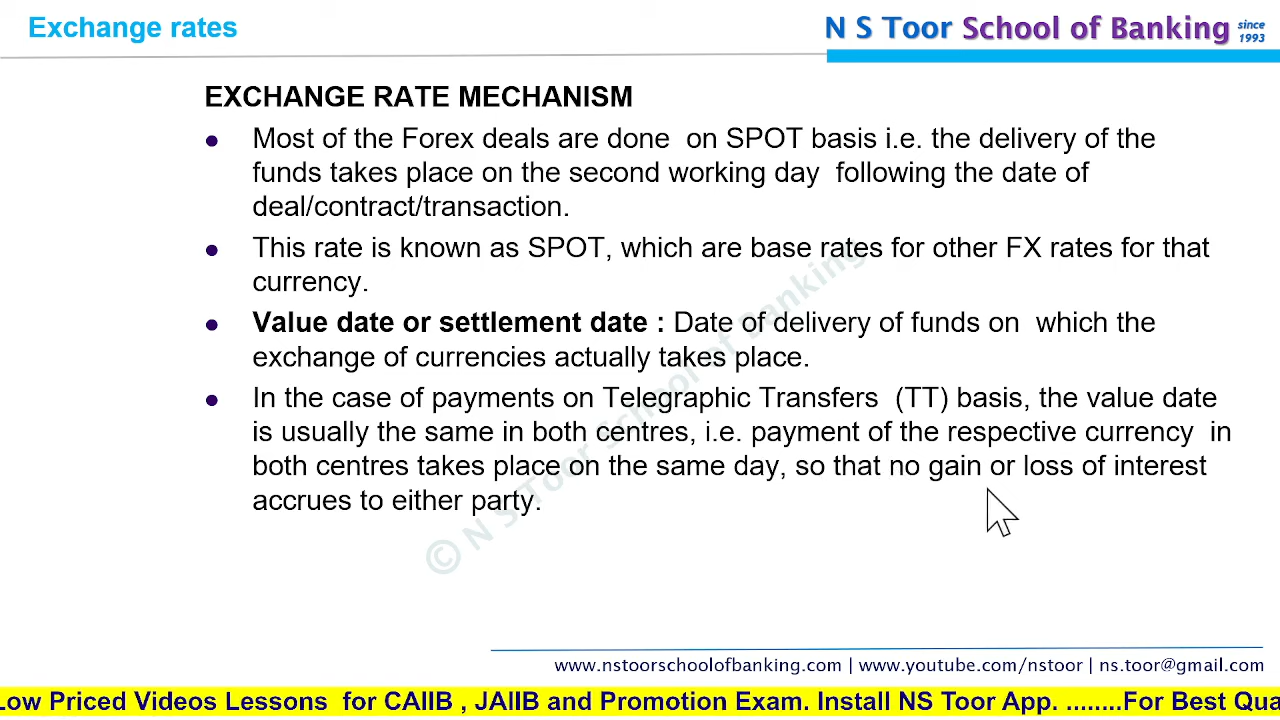 Exchange rates
N S Toor School of Banking since 1993
EXCHANGE RATE MECHANISM
Most of the Forex deals are done on SPOT basis i.e. the delivery of the
funds takes place on the second working day following the date of
deal/contract/transaction.
This rate is known as SPOT, which are base rates for other FX rates for that
currency.
Value date or settlement date : Date of delivery of funds on which the
exchange of currencies actually takes place.
In the case of payments on Telegraphic Transfers (TT) basis, the value date
is usually the same in both centres, i.e. payment of the respective currency in
both centres takes place on the same day, so that no gain or loss of interest
accrues to either party.
© N S Toor School of Banking
www.nstoorschoolofbanking.com | www.youtube.com/nstoor | ns.toor@gmail.com
Low Priced Videos Lessons for CAIIB , JAIIB and Promotion Exam. Install NS Toor App. ........For Best Qua